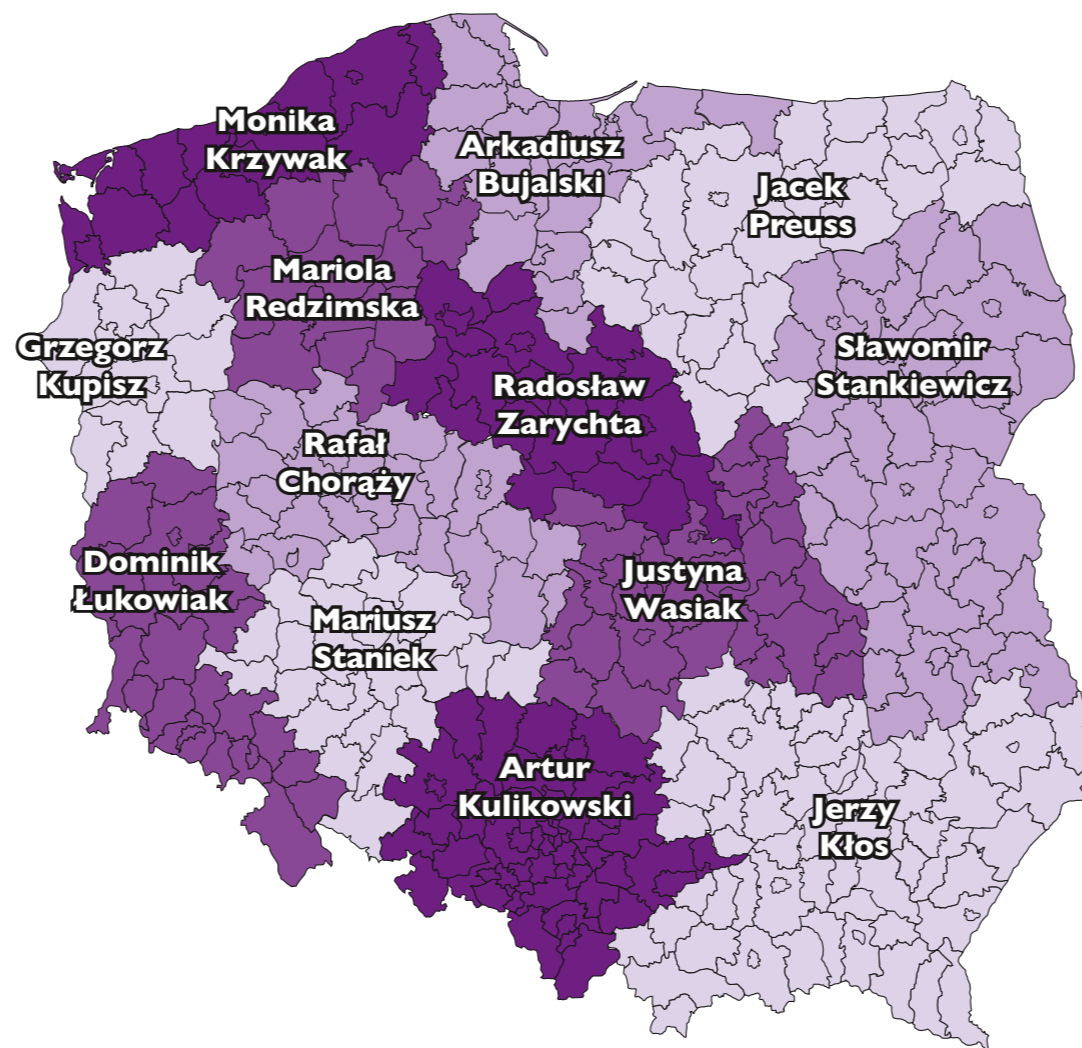 Monika
Krzywak
Arkadiusz
Bujalski
Jacek
Preuss
Mariola
Redzimska
Grzegorz
Kupisz
Sławomir
Stankiewicz
Radosław
Zarychta
Rafał
Chorąży
Dominik
Łukowiak
Justyna
Wasiak
Mariusz
Staniek
Artur
Kulikowski
Jerzy
Kłos